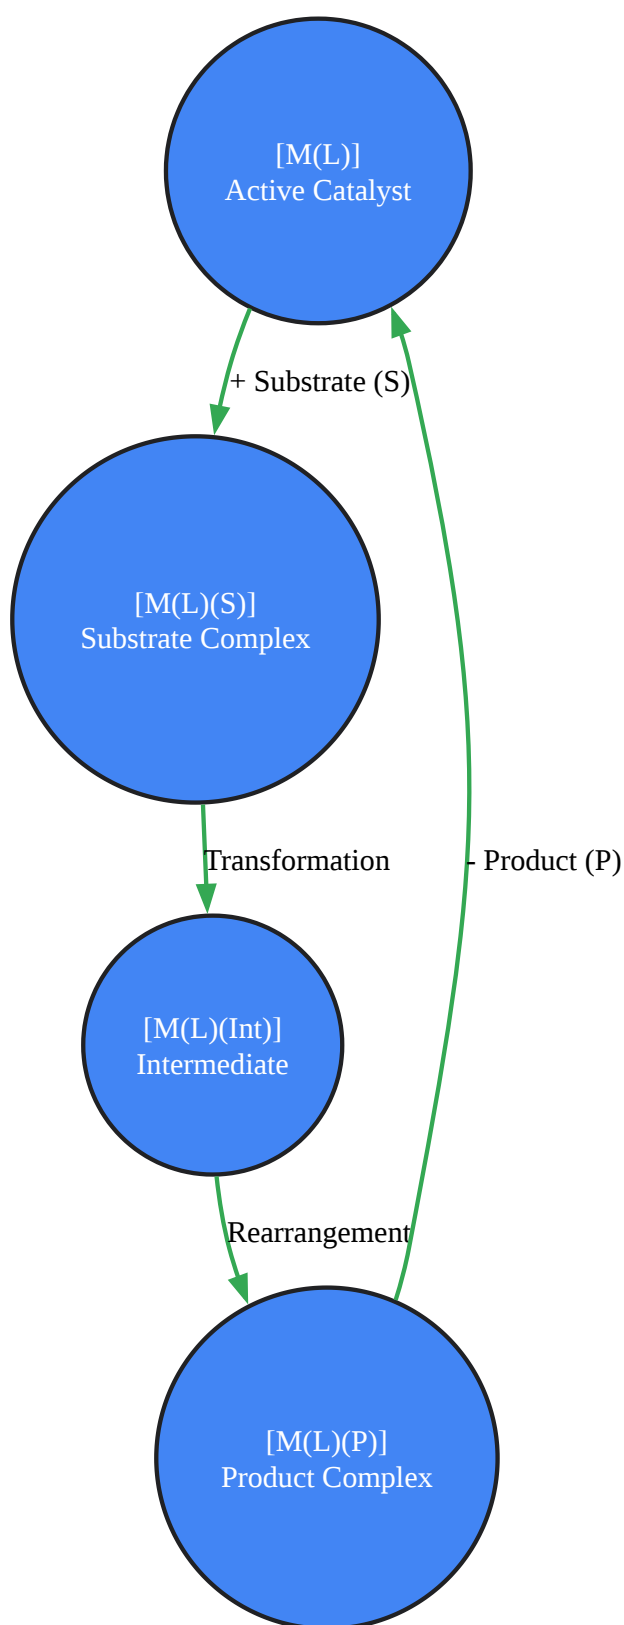 [M(L)]
Active Catalyst
+ Substrate (S)
[M(L)(S)]
Substrate Complex
Transformation
- Product (P)
[M(L)(Int)]
Intermediate
Rearrangement
[M(L)(P)]
Product Complex